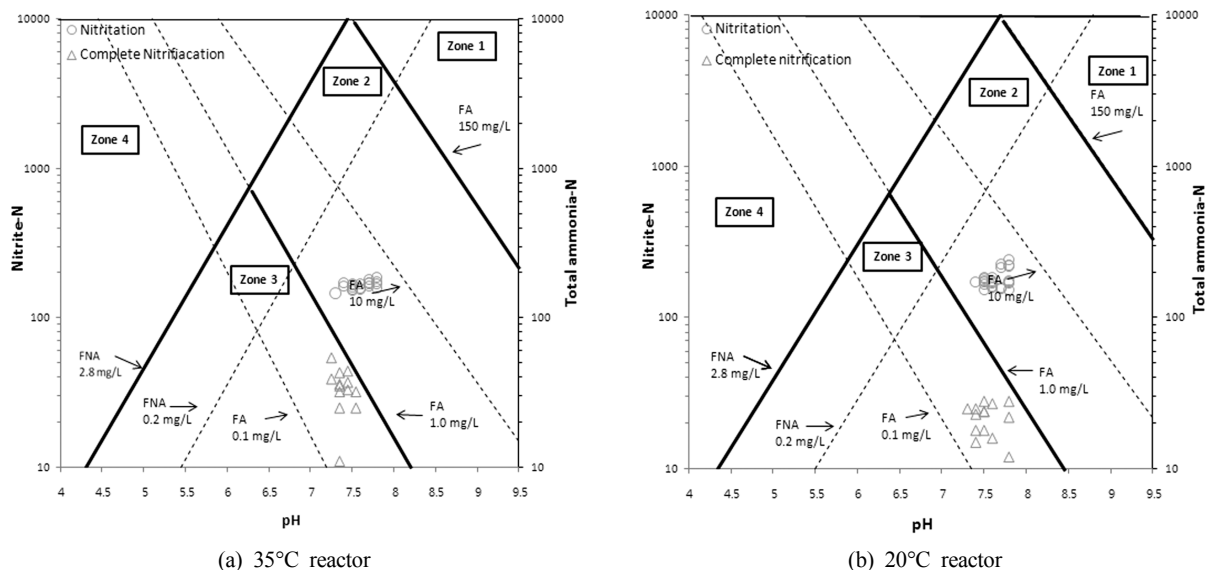 10000
1000
100
10
Nitrite-N
Nitritation
Complete Nitrifiacation
Zone 1
Zone 2
Zone 3
Zone 4
FA
150 mg/L
FA
10 mg/L
FNA
2.8 mg/L
FNA
0.2 mg/L
FA
0.1 mg/L
FA
1.0 mg/L
10000
1000
100
10
Total ammonia-N
4 4.5 5 5.5 6 6.5 7 7.5 8 8.5 9 9.5
pH
(a) 35°C reactor
10000
1000
100
10
Nitrite-N
Nitritation
Complete nitrification
Zone 1
Zone 2
Zone 3
Zone 4
FA
150 mg/L
FA
10 mg/L
FNA
2.8 mg/L
FNA
0.2 mg/L
FA
0.1 mg/L
FA
1.0 mg/L
10000
1000
100
10
Total ammonia-N
4 4.5 5 5.5 6 6.5 7 7.5 8 8.5 9 9.5
pH
(b) 20°C reactor